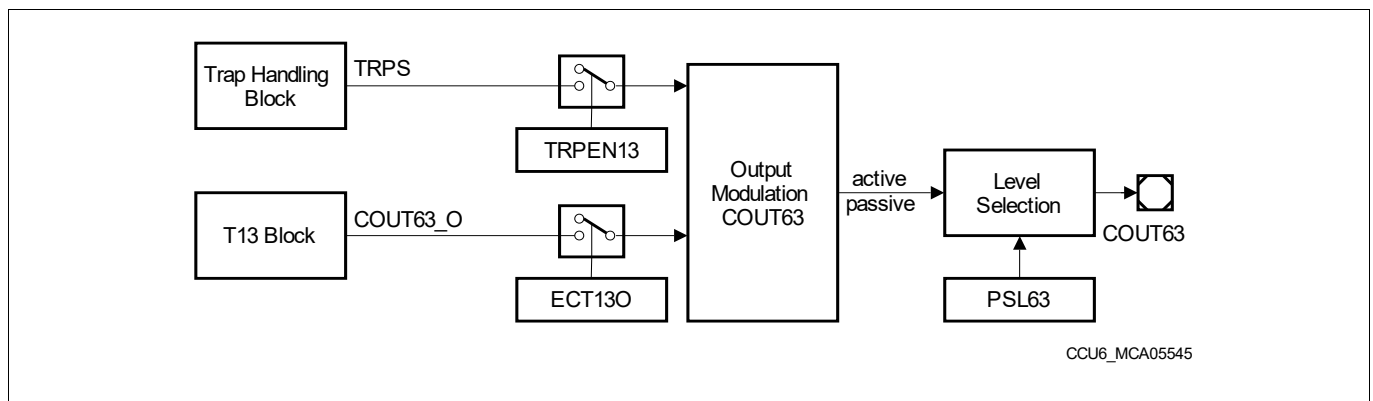 Trap Handling
Block
TRPS
TRPEN13
T13 Block
COUT63_O
ECT13O
Output
Modulation
COUT63
active
passive
Level
Selection
COUT63
PSL63
CCU6_MCA05545